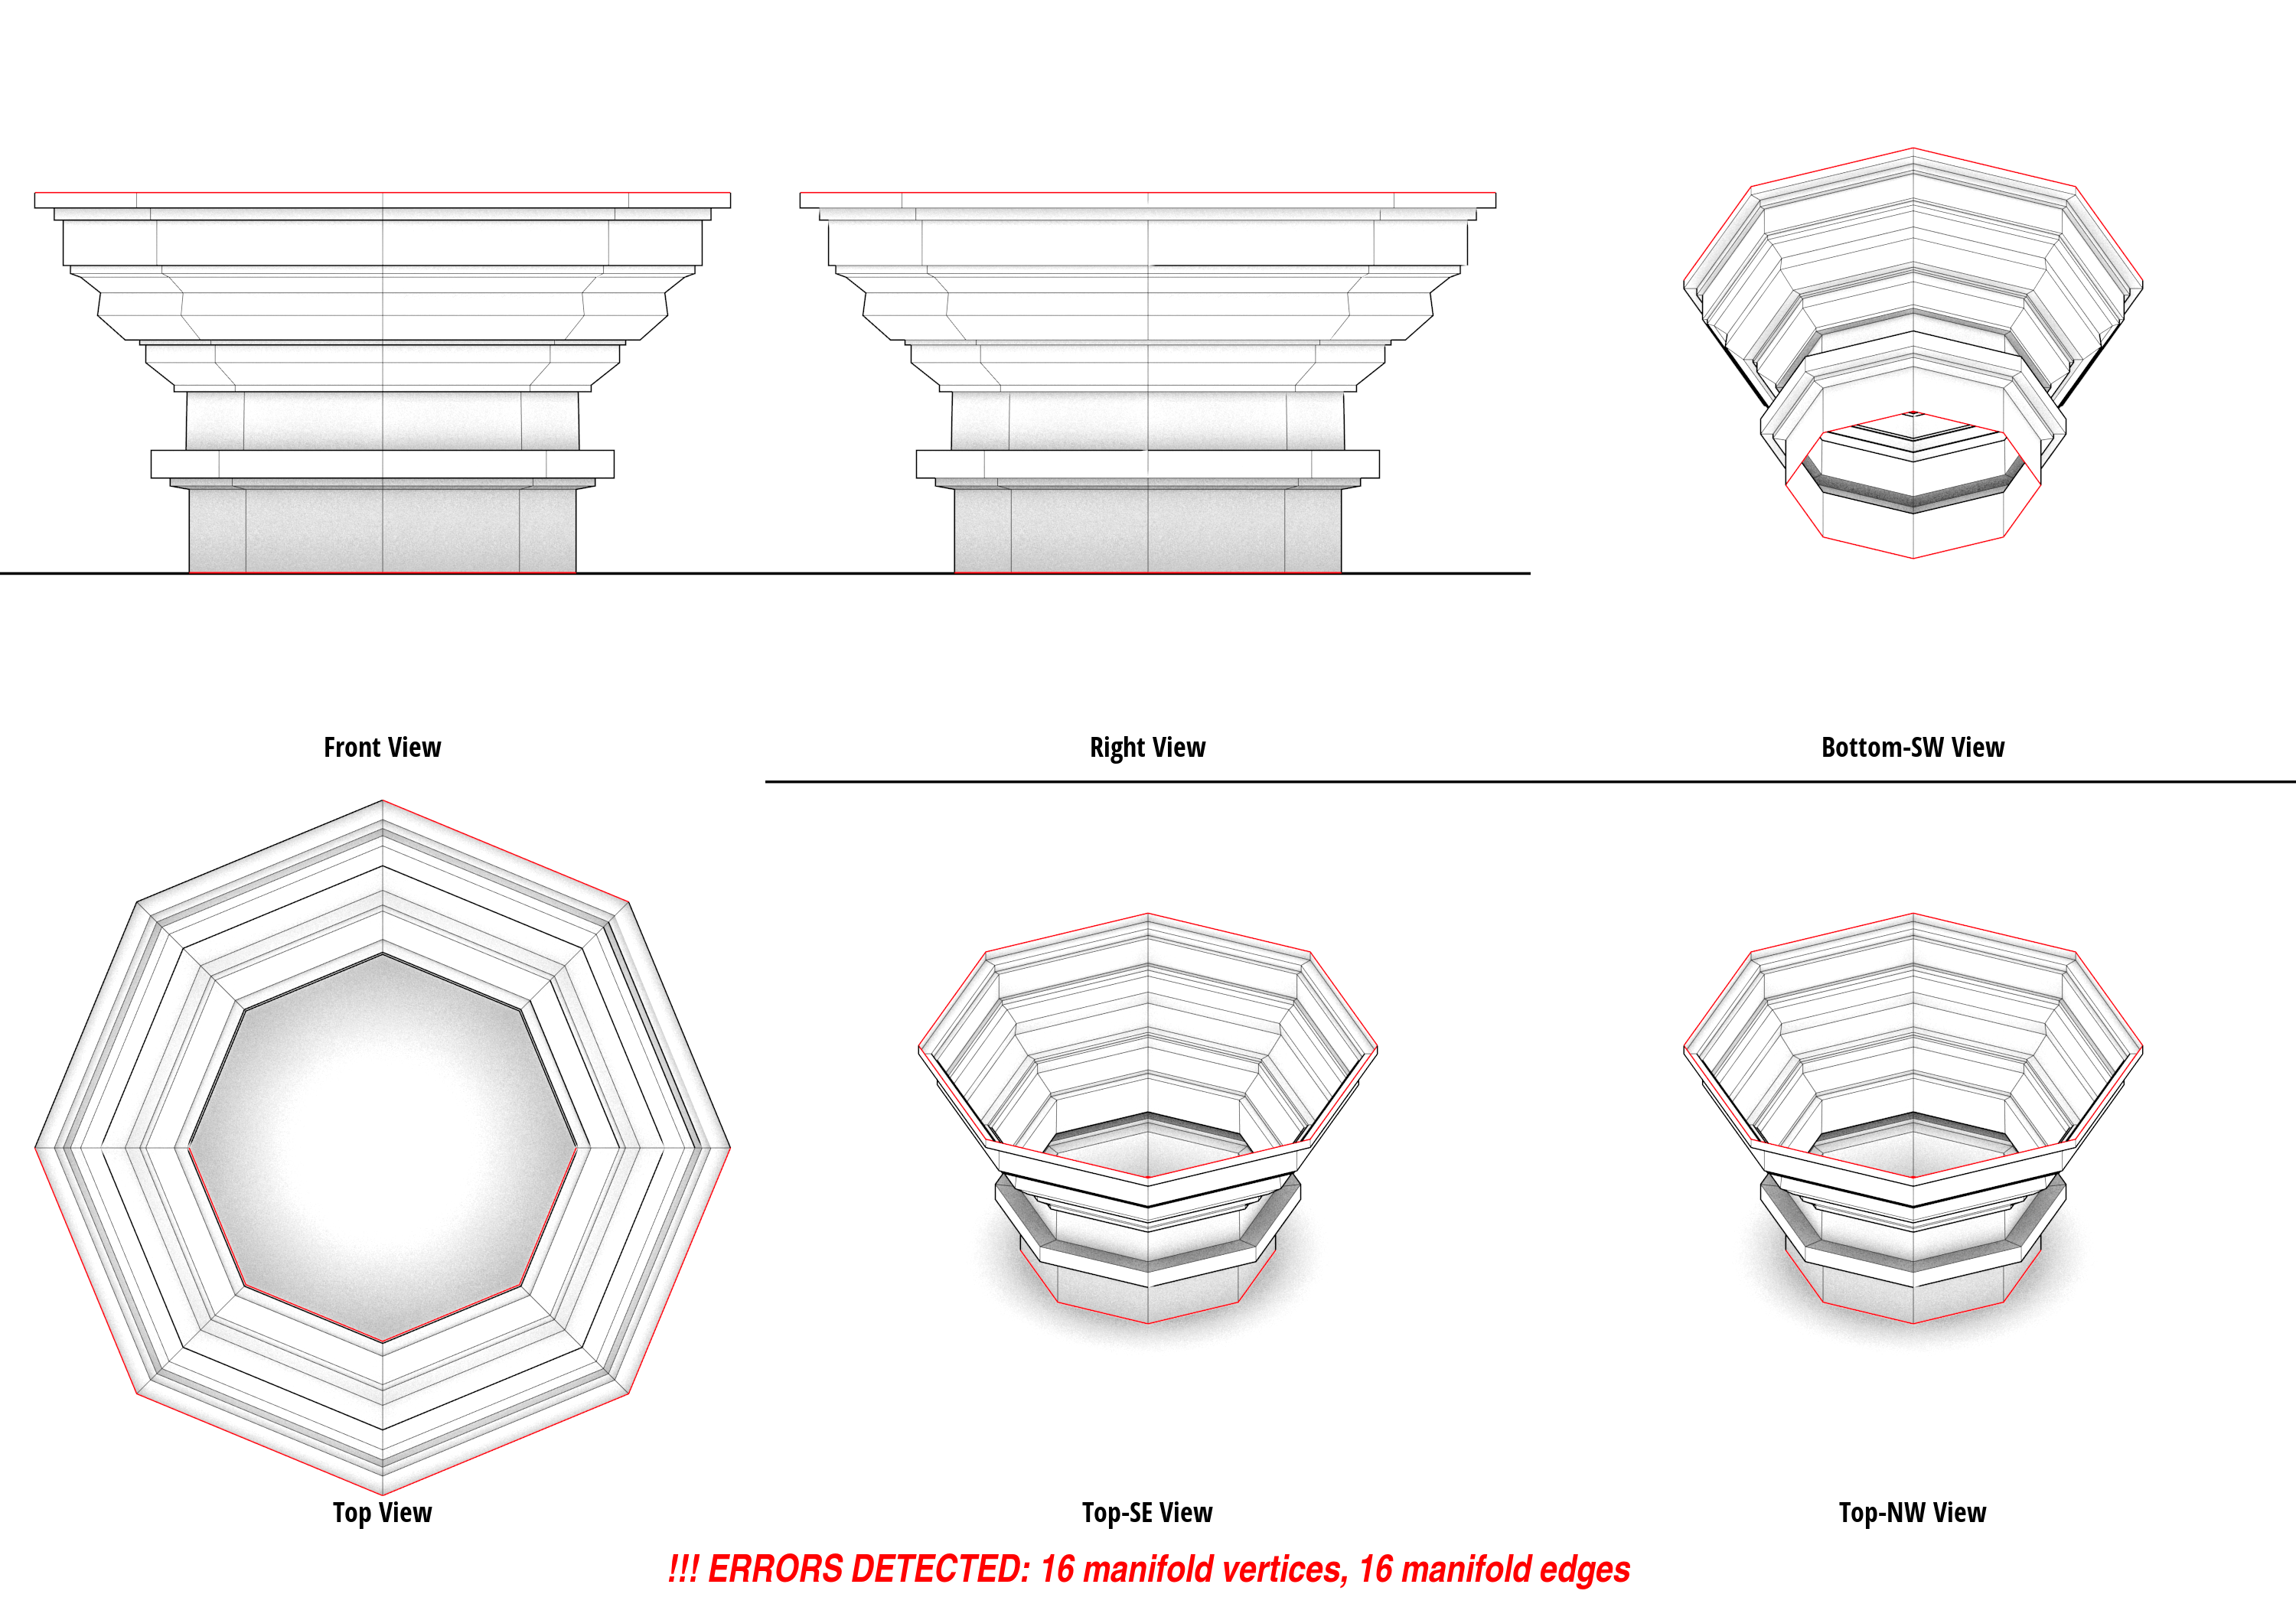 Front View
Right View
Bottom-SW View
Top View
Top-SE View
Top-NW View
!!! ERRORS DETECTED: 16 manifold vertices, 16 manifold edges